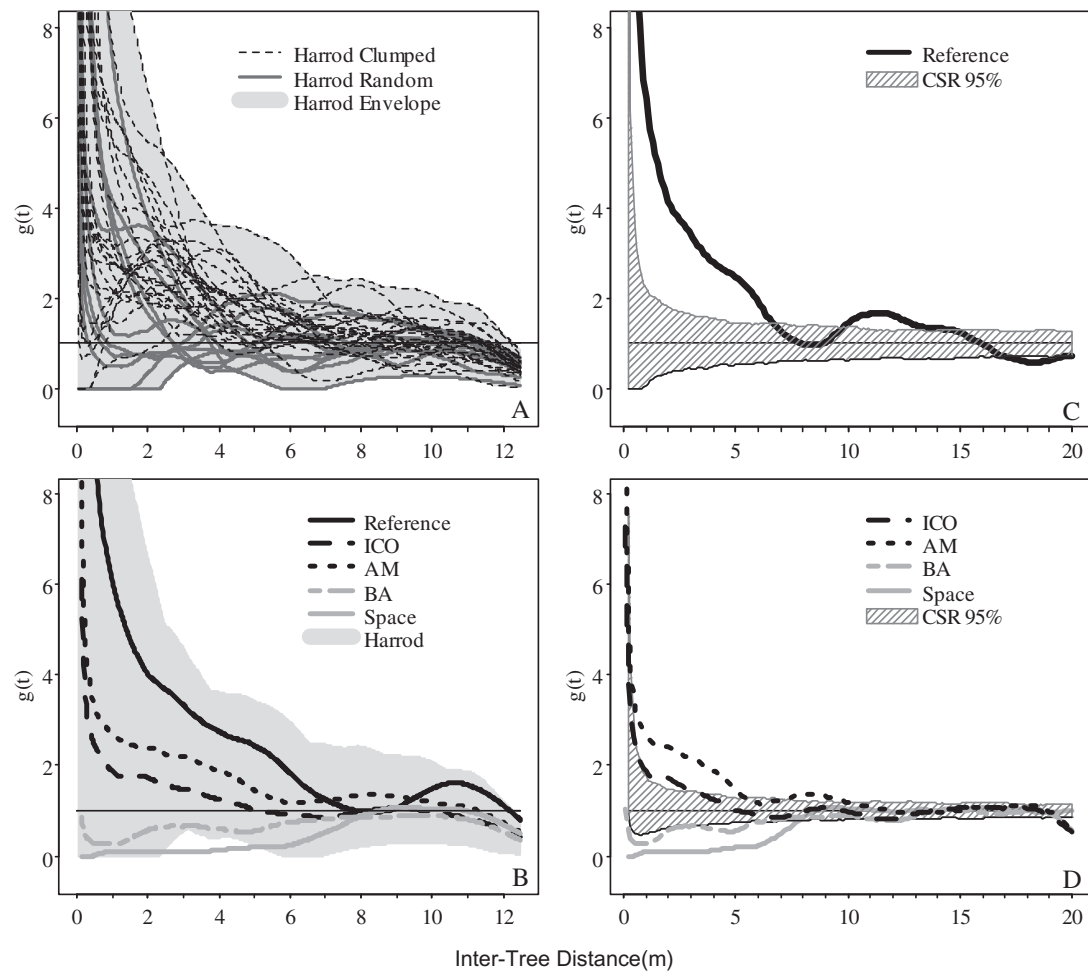 Harrod Clumped
Harrod Random
Harrod Envelope
g(t)
8
6
4
2
0
0 2 4 6 8 10 12
A
Reference
CSR 95%
g(t)
8
6
4
2
0
0 5 10 15 20
C
Reference
ICO
AM
BA
Space
Harrod
g(t)
8
6
4
2
0
0 2 4 6 8 10 12
B
ICO
AM
BA
Space
CSR 95%
g(t)
8
6
4
2
0
0 5 10 15 20
D
Inter-Tree Distance(m)